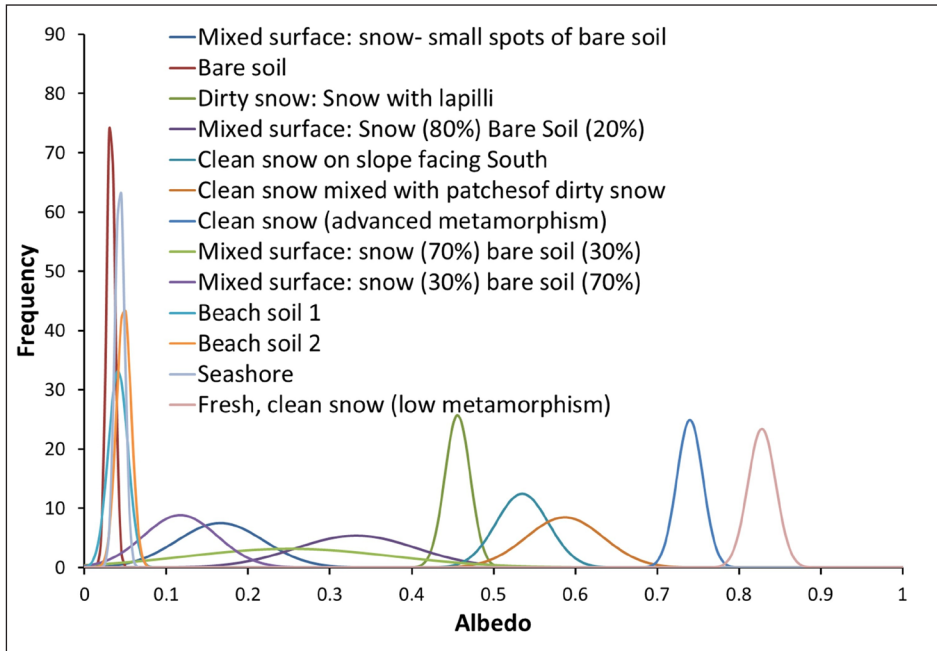 90
80
70
60
50
40
30
20
10
0
Frequency
Mixed surface: snow- small spots of bare soil
Bare soil
Dirty snow: Snow with lapilli
Mixed surface: Snow (80%) Bare Soil (20%)
Clean snow on slope facing South
Clean snow mixed with patchesof dirty snow
Clean snow (advanced metamorphism)
Mixed surface: snow (70%) bare soil (30%)
Mixed surface: snow (30%) bare soil (70%)
Beach soil 1
Beach soil 2
Seashore
Fresh, clean snow (low metamorphism)
0 0.1 0.2 0.3 0.4 0.5 0.6 0.7 0.8 0.9 1
Albedo